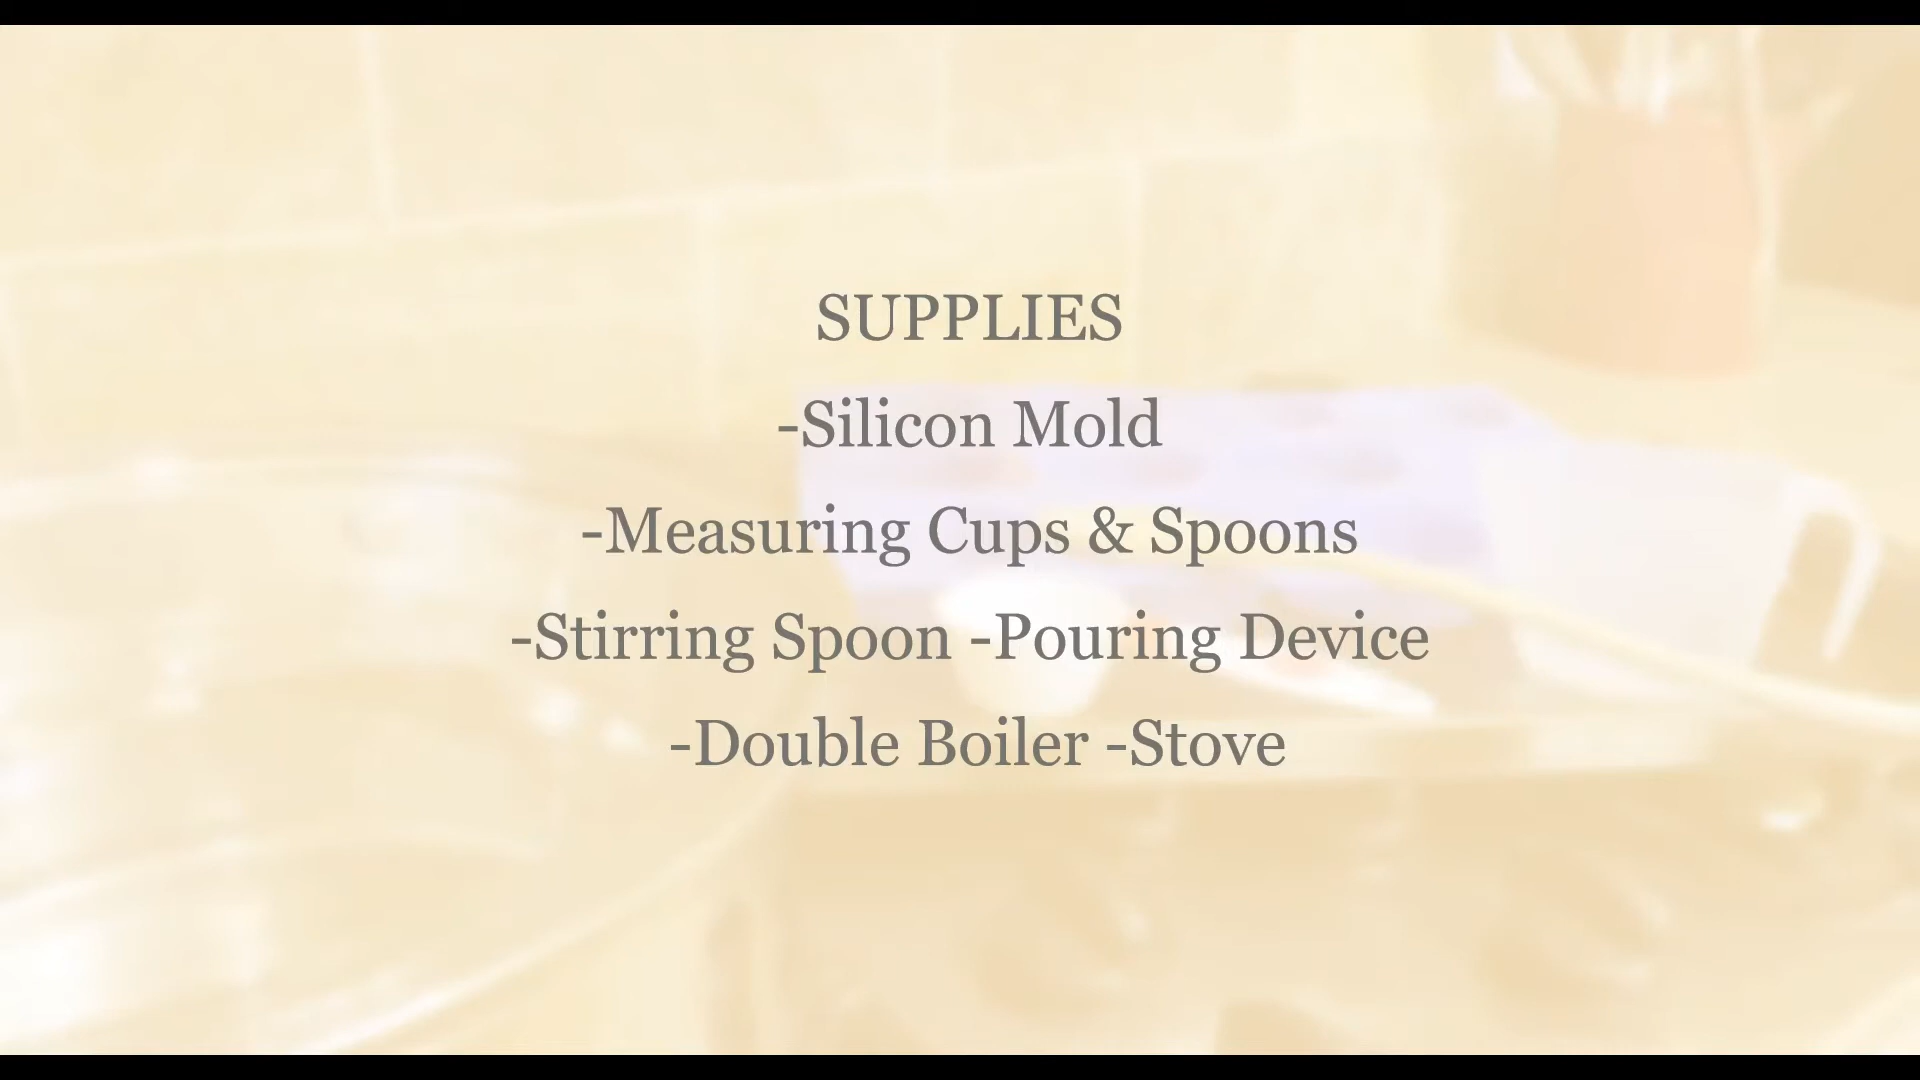 SUPPLIES
-Silicon Mold
-Measuring Cups & Spoons
-Stirring Spoon -Pouring Device
-Double Boiler -Stove